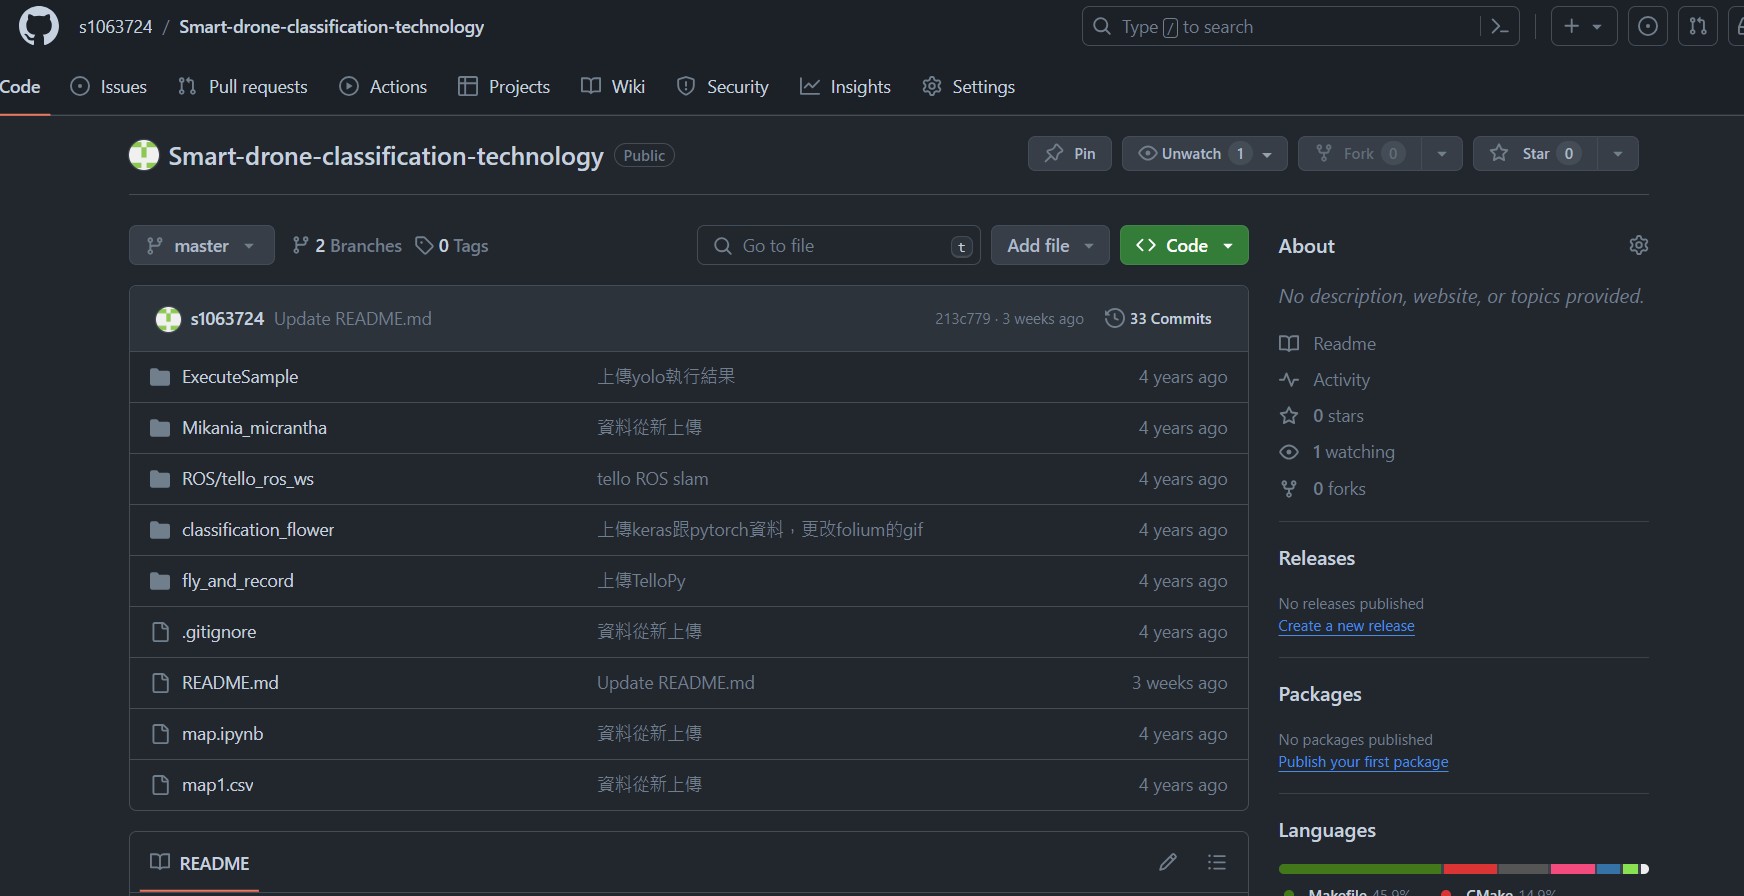 s1063724 / Smart-drone-classification-technology
Type / to search
Code
Issues
Pull requests
Actions
Projects
Wiki
Security
Insights
Settings
Smart-drone-classification-technology
Public
Pin
Unwatch 1
Fork 0
Star 0
master
2 Branches
0 Tags
Go to file
t
Add file
Code
s1063724 Update README.md
213c779 · 3 weeks ago
33 Commits
ExecuteSample 上傳yolo執行結果 4 years ago
Mikania_micrantha 資料從新上傳 4 years ago
ROS/tello_ros_ws tello ROS slam 4 years ago
classification_flower 上傳keras跟pytorch資料，更改folium的gif 4 years ago
fly_and_record 上傳TelloPy 4 years ago
.gitignore 資料從新上傳 4 years ago
README.md Update README.md 3 weeks ago
map.ipynb 資料從新上傳 4 years ago
map1.csv 資料從新上傳 4 years ago
README
About
No description, website, or topics provided.
Readme
Activity
0 stars
1 watching
0 forks
Releases
No releases published
Create a new release
Packages
No packages published
Publish your first package
Languages
Makefile 45.9%
CMake 14.9%